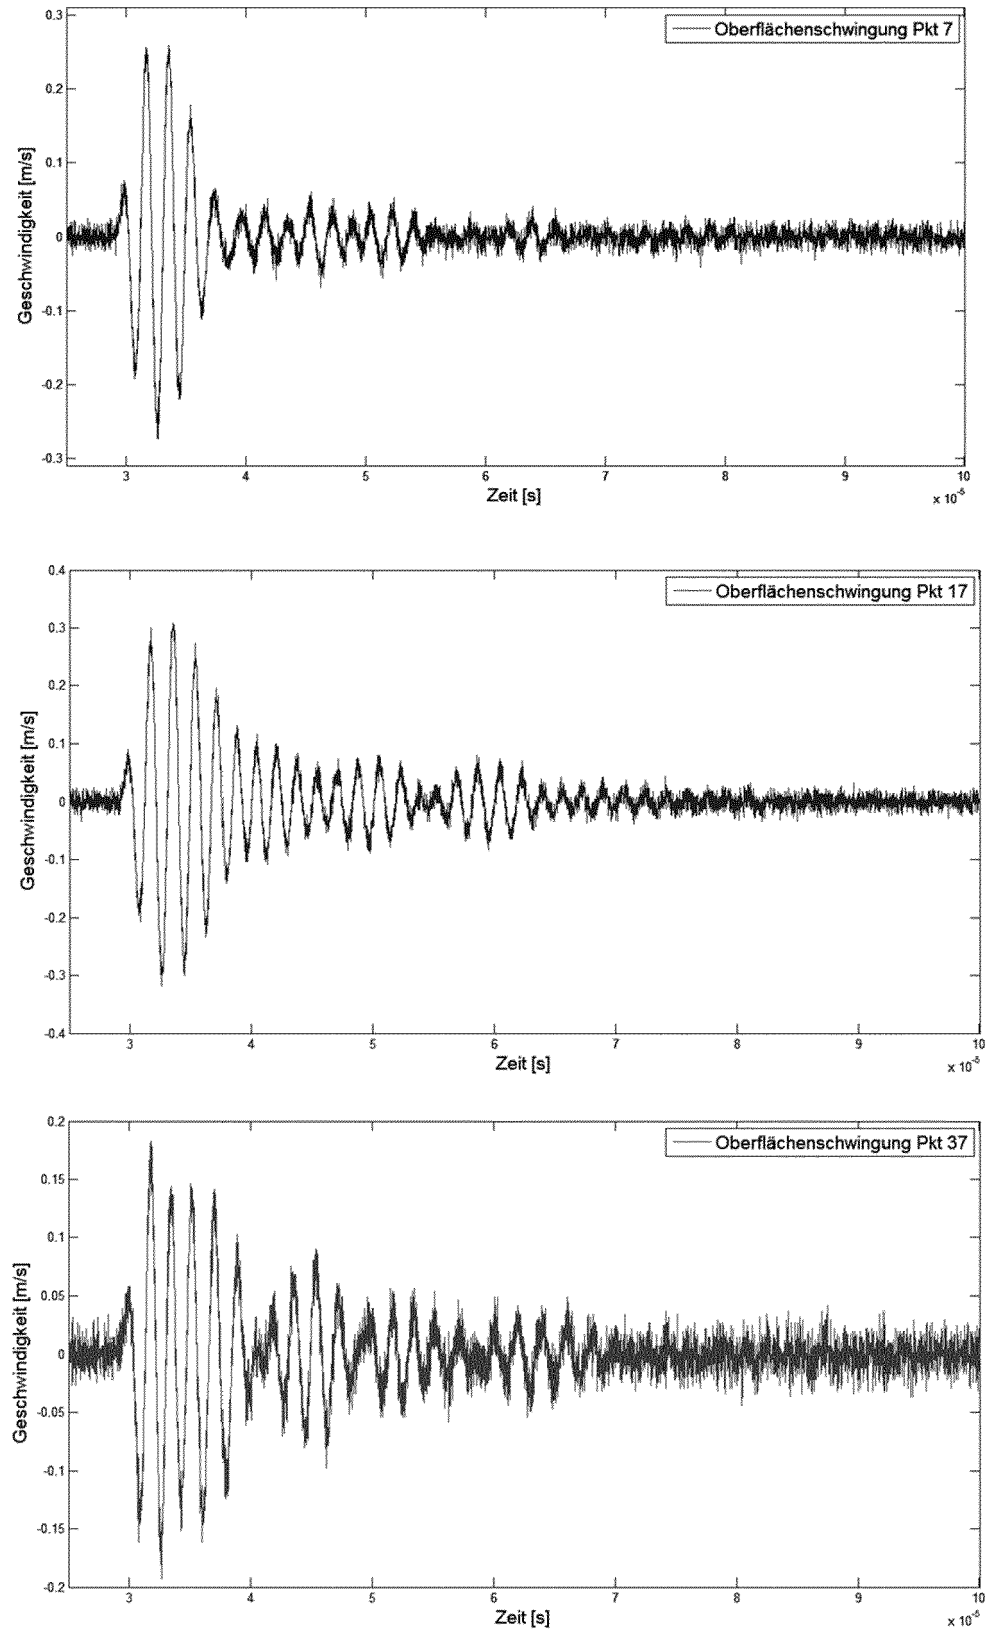 Oberflächenschwingung Pkt 7
Geschwindigkeit [m/s]
0.3
0.2
0.1
0
-0.1
-0.2
-0.3
3 4 5 6 7 8 9 10
Zeit [s]
x 10^-5
Oberflächenschwingung Pkt 17
Geschwindigkeit [m/s]
0.4
0.3
0.2
0.1
0
-0.1
-0.2
-0.3
-0.4
3 4 5 6 7 8 9 10
Zeit [s]
x 10^-5
Oberflächenschwingung Pkt 37
Geschwindigkeit [m/s]
0.2
0.15
0.1
0.05
0
-0.05
-0.1
-0.15
-0.2
3 4 5 6 7 8 9 10
Zeit [s]
x 10^-5